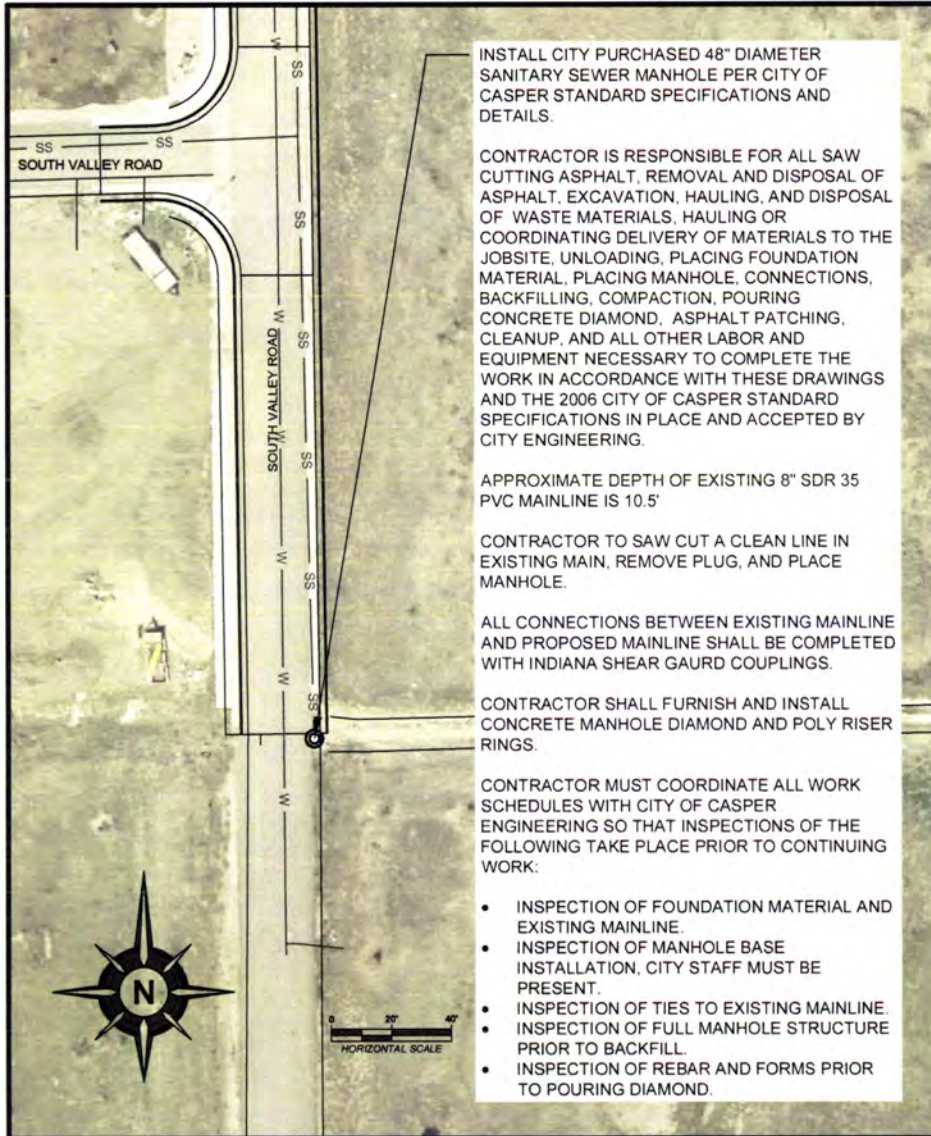 INSTALL CITY PURCHASED 48" DIAMETER
SANITARY SEWER MANHOLE PER CITY OF
CASPER STANDARD SPECIFICATIONS AND
DETAILS.
CONTRACTOR IS RESPONSIBLE FOR ALL SAW
CUTTING ASPHALT, REMOVAL AND DISPOSAL OF
ASPHALT, EXCAVATION, HAULING, AND DISPOSAL
OF WASTE MATERIALS, HAULING OR
COORDINATING DELIVERY OF MATERIALS TO THE
JOBSITE, UNLOADING, PLACING FOUNDATION
MATERIAL, PLACING MANHOLE, CONNECTIONS,
BACKFILLING, COMPACTION, POURING
CONCRETE DIAMOND, ASPHALT PATCHING,
CLEANUP, AND ALL OTHER LABOR AND
EQUIPMENT NECESSARY TO COMPLETE THE
WORK IN ACCORDANCE WITH THESE DRAWINGS
AND THE 2006 CITY OF CASPER STANDARD
SPECIFICATIONS IN PLACE AND ACCEPTED BY
CITY ENGINEERING.
APPROXIMATE DEPTH OF EXISTING 8" SDR 35
PVC MAINLINE IS 10.5'
CONTRACTOR TO SAW CUT A CLEAN LINE IN
EXISTING MAIN, REMOVE PLUG, AND PLACE
MANHOLE.
ALL CONNECTIONS BETWEEN EXISTING MAINLINE
AND PROPOSED MAINLINE SHALL BE COMPLETED
WITH INDIANA SHEAR GAURD COUPLINGS.
CONTRACTOR SHALL FURNISH AND INSTALL
CONCRETE MANHOLE DIAMOND AND POLY RISER
RINGS.
CONTRACTOR MUST COORDINATE ALL WORK
SCHEDULES WITH CITY OF CASPER
ENGINEERING SO THAT INSPECTIONS OF THE
FOLLOWING TAKE PLACE PRIOR TO CONTINUING
WORK:
• INSPECTION OF FOUNDATION MATERIAL AND
EXISTING MAINLINE.
• INSPECTION OF MANHOLE BASE
INSTALLATION, CITY STAFF MUST BE
PRESENT.
• INSPECTION OF TIES TO EXISTING MAINLINE.
• INSPECTION OF FULL MANHOLE STRUCTURE
PRIOR TO BACKFILL.
• INSPECTION OF REBAR AND FORMS PRIOR
TO POURING DIAMOND.
W
SS
SS
SS
SS
SOUTH VALLEY ROAD
SS
W
SS
SOUTH VALLEY ROAD
SS
W
W
SS
W
SS
W
N
0 20' 40'
HORIZONTAL SCALE